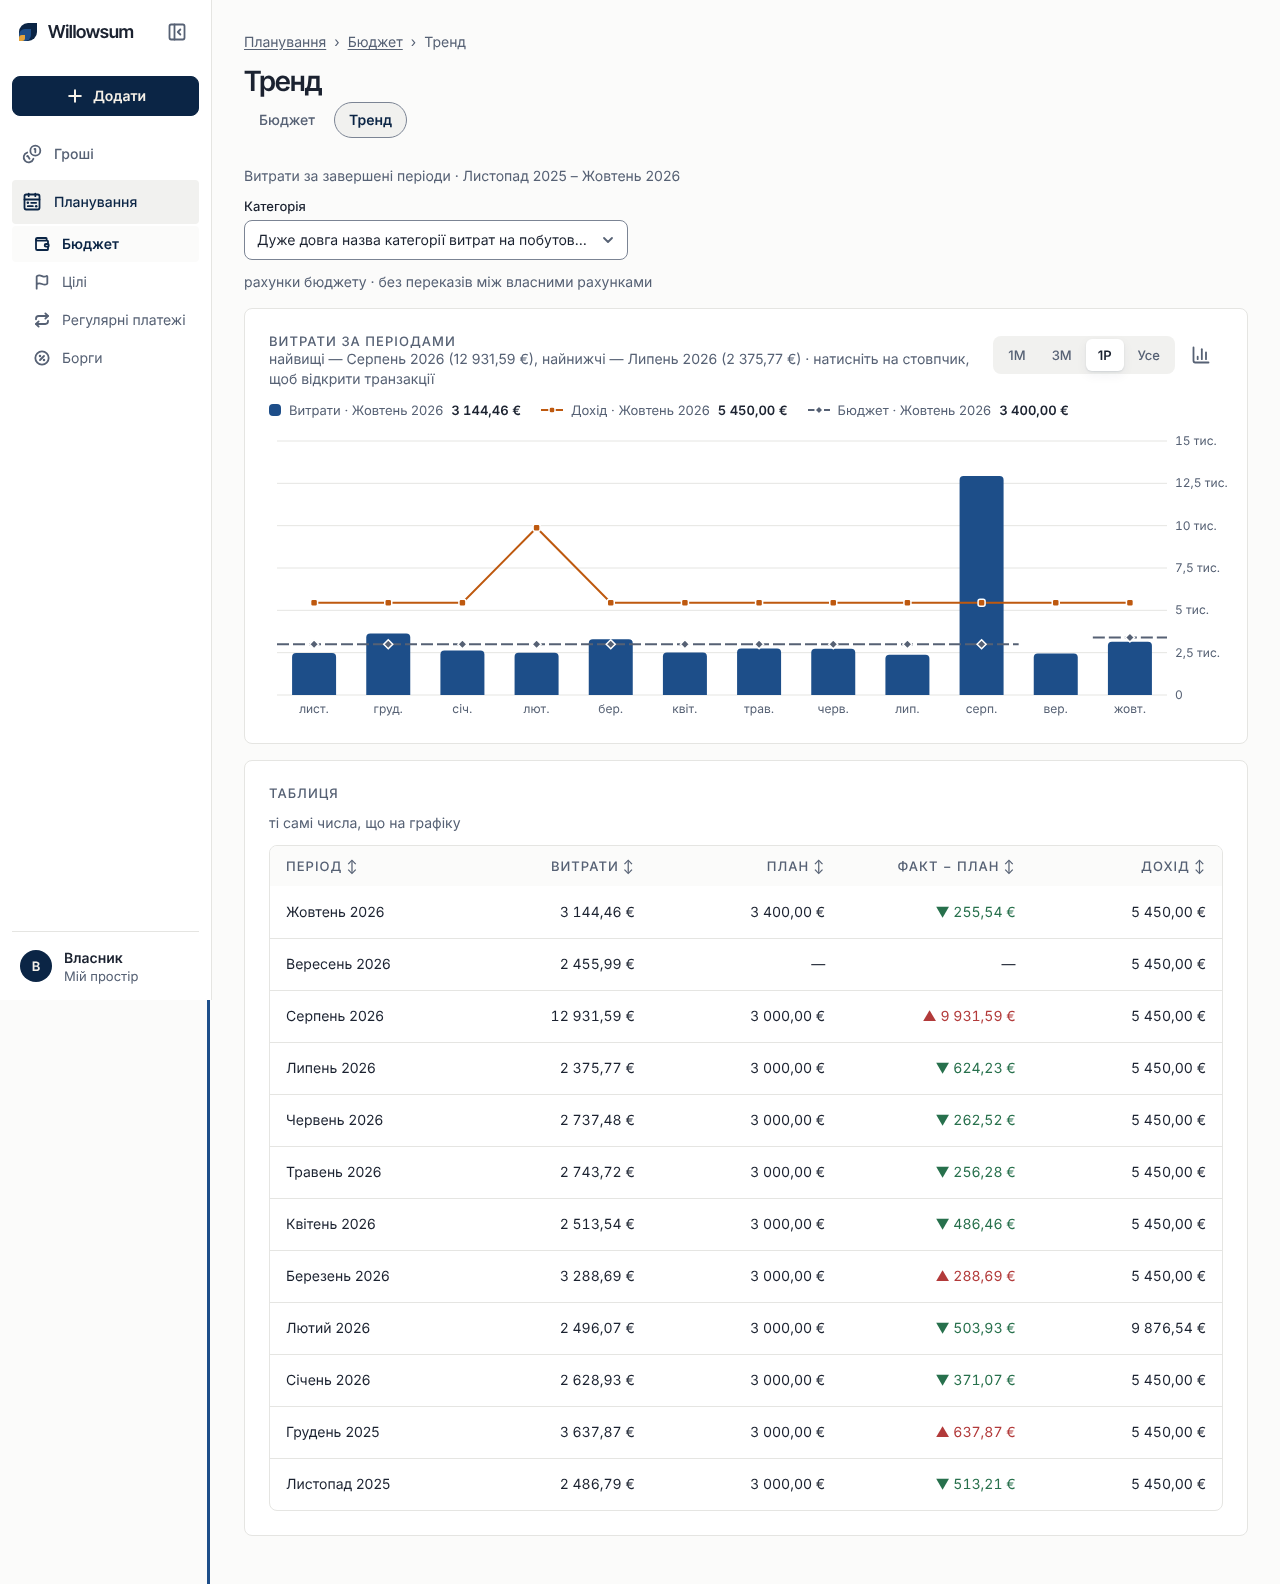 Willowsum
Додати
Гроші
Планування
Бюджет
Цілі
Регулярні платежі
Борги
В
Власник
Мій простір
Планування › Бюджет › Тренд
Тренд
Бюджет Тренд
Витрати за завершені періоди · Листопад 2025 – Жовтень 2026
Категорія
Дуже довга назва категорії витрат на побутов...
рахунки бюджету · без переказів між власними рахунками
ВИТРАТИ ЗА ПЕРІОДАМИ
найвищі — Серпень 2026 (12 931,59 €), найнижчі — Липень 2026 (2 375,77 €) · натисніть на стовпчик,
щоб відкрити транзакції
1М 3М 1Р Усе
Витрати · Жовтень 2026 3 144,46 € Дохід · Жовтень 2026 5 450,00 € Бюджет · Жовтень 2026 3 400,00 €
15 тис.
12,5 тис.
10 тис.
7,5 тис.
5 тис.
2,5 тис.
0
лист. груд. січ. лют. бер. квіт. трав. черв. лип. серп. вер. жовт.
ТАБЛИЦЯ
ті самі числа, що на графіку
ПЕРІОД ВИТРАТИ ПЛАН ФАКТ – ПЛАН ДОХІД
Жовтень 2026 3 144,46 € 3 400,00 € ▼ 255,54 € 5 450,00 €
Вересень 2026 2 455,99 € — — 5 450,00 €
Серпень 2026 12 931,59 € 3 000,00 € ▲ 9 931,59 € 5 450,00 €
Липень 2026 2 375,77 € 3 000,00 € ▼ 624,23 € 5 450,00 €
Червень 2026 2 737,48 € 3 000,00 € ▼ 262,52 € 5 450,00 €
Травень 2026 2 743,72 € 3 000,00 € ▼ 256,28 € 5 450,00 €
Квітень 2026 2 513,54 € 3 000,00 € ▼ 486,46 € 5 450,00 €
Березень 2026 3 288,69 € 3 000,00 € ▲ 288,69 € 5 450,00 €
Лютий 2026 2 496,07 € 3 000,00 € ▼ 503,93 € 9 876,54 €
Січень 2026 2 628,93 € 3 000,00 € ▼ 371,07 € 5 450,00 €
Грудень 2025 3 637,87 € 3 000,00 € ▲ 637,87 € 5 450,00 €
Листопад 2025 2 486,79 € 3 000,00 € ▼ 513,21 € 5 450,00 €